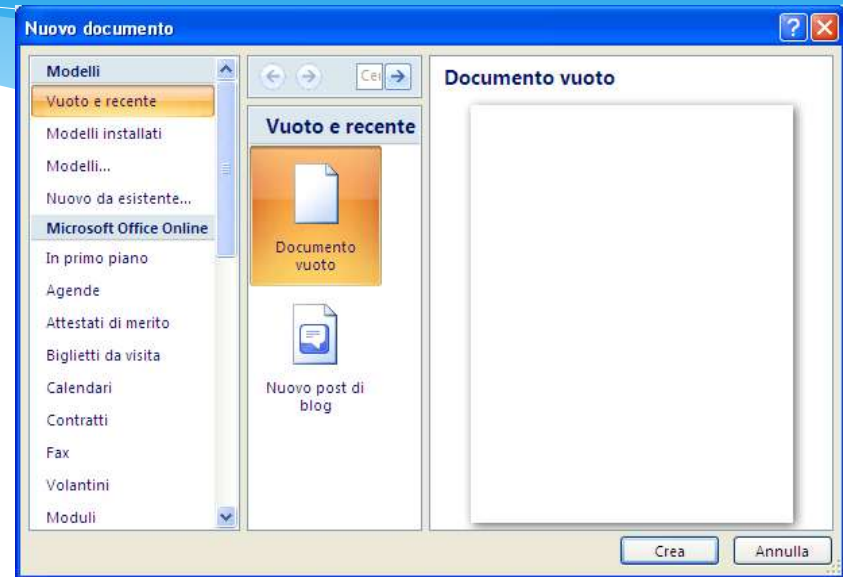 Nuovo documento
Modelli
Vuoto e recente
Modelli installati
Modelli...
Nuovo da esistente...
Microsoft Office Online
In primo piano
Agende
Attestati di merito
Biglietti da visita
Calendari
Contratti
Fax
Volantini
Moduli
Vuoto e recente
Documento
vuoto
Nuovo post di
blog
Documento vuoto
Crea
Annulla